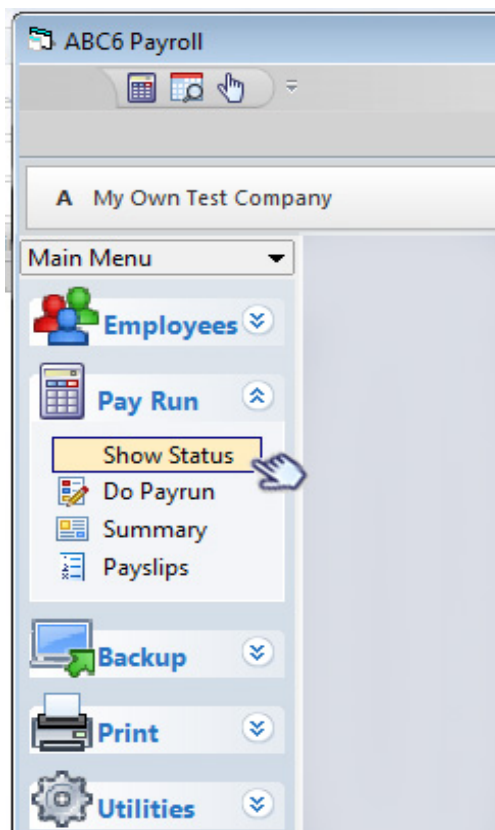 ABC6 Payroll
A My Own Test Company
Main Menu
Employees
Pay Run
Show Status
Do Payrun
Summary
Payslips
Backup
Print
Utilities